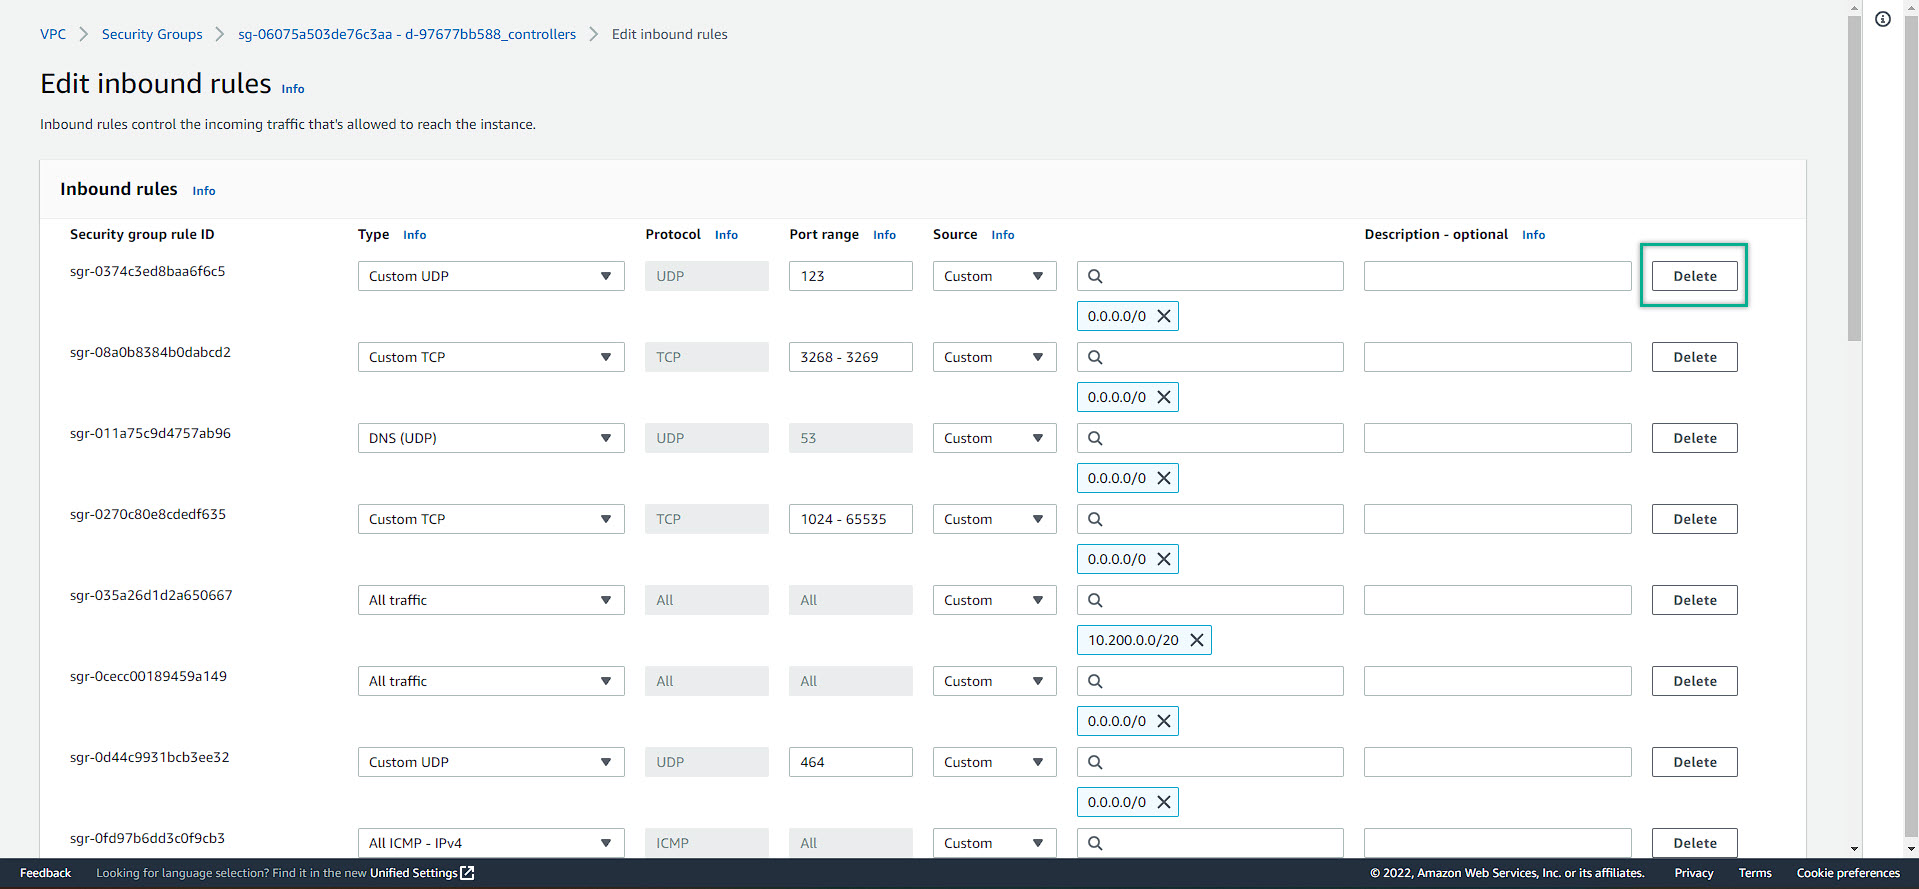 VPC Security Groups sg-06075a503de76c3aa - d-97677bb588_controllers Edit inbound rules
Edit inbound rules Info
Inbound rules control the incoming traffic that's allowed to reach the instance.
Inbound rules Info
Security group rule ID Type Info Protocol Info Port range Info Source Info Description - optional Info
sgr-0374c3ed8baa6f6c5 Custom UDP UDP 123 Custom Delete
0.0.0.0/0
sgr-08a0b8384b0dabcd2 Custom TCP TCP 3268 - 3269 Custom Delete
0.0.0.0/0
sgr-011a75c9d4757ab96 DNS (UDP) UDP 53 Custom Delete
0.0.0.0/0
sgr-0270c80e8cdedf635 Custom TCP TCP 1024 - 65535 Custom Delete
0.0.0.0/0
sgr-035a26d1d2a650667 All traffic All All Custom Delete
10.200.0.0/20
sgr-0cecc00189459a149 All traffic All All Custom Delete
0.0.0.0/0
sgr-0d44c9931bcb3ee32 Custom UDP UDP 464 Custom Delete
0.0.0.0/0
sgr-0fd97b6dd3c0f9cb3 All ICMP - IPv4 ICMP All Custom Delete
Feedback Looking for language selection? Find it in the new Unified Settings © 2022, Amazon Web Services, Inc. or its affiliates. Privacy Terms Cookie preferences